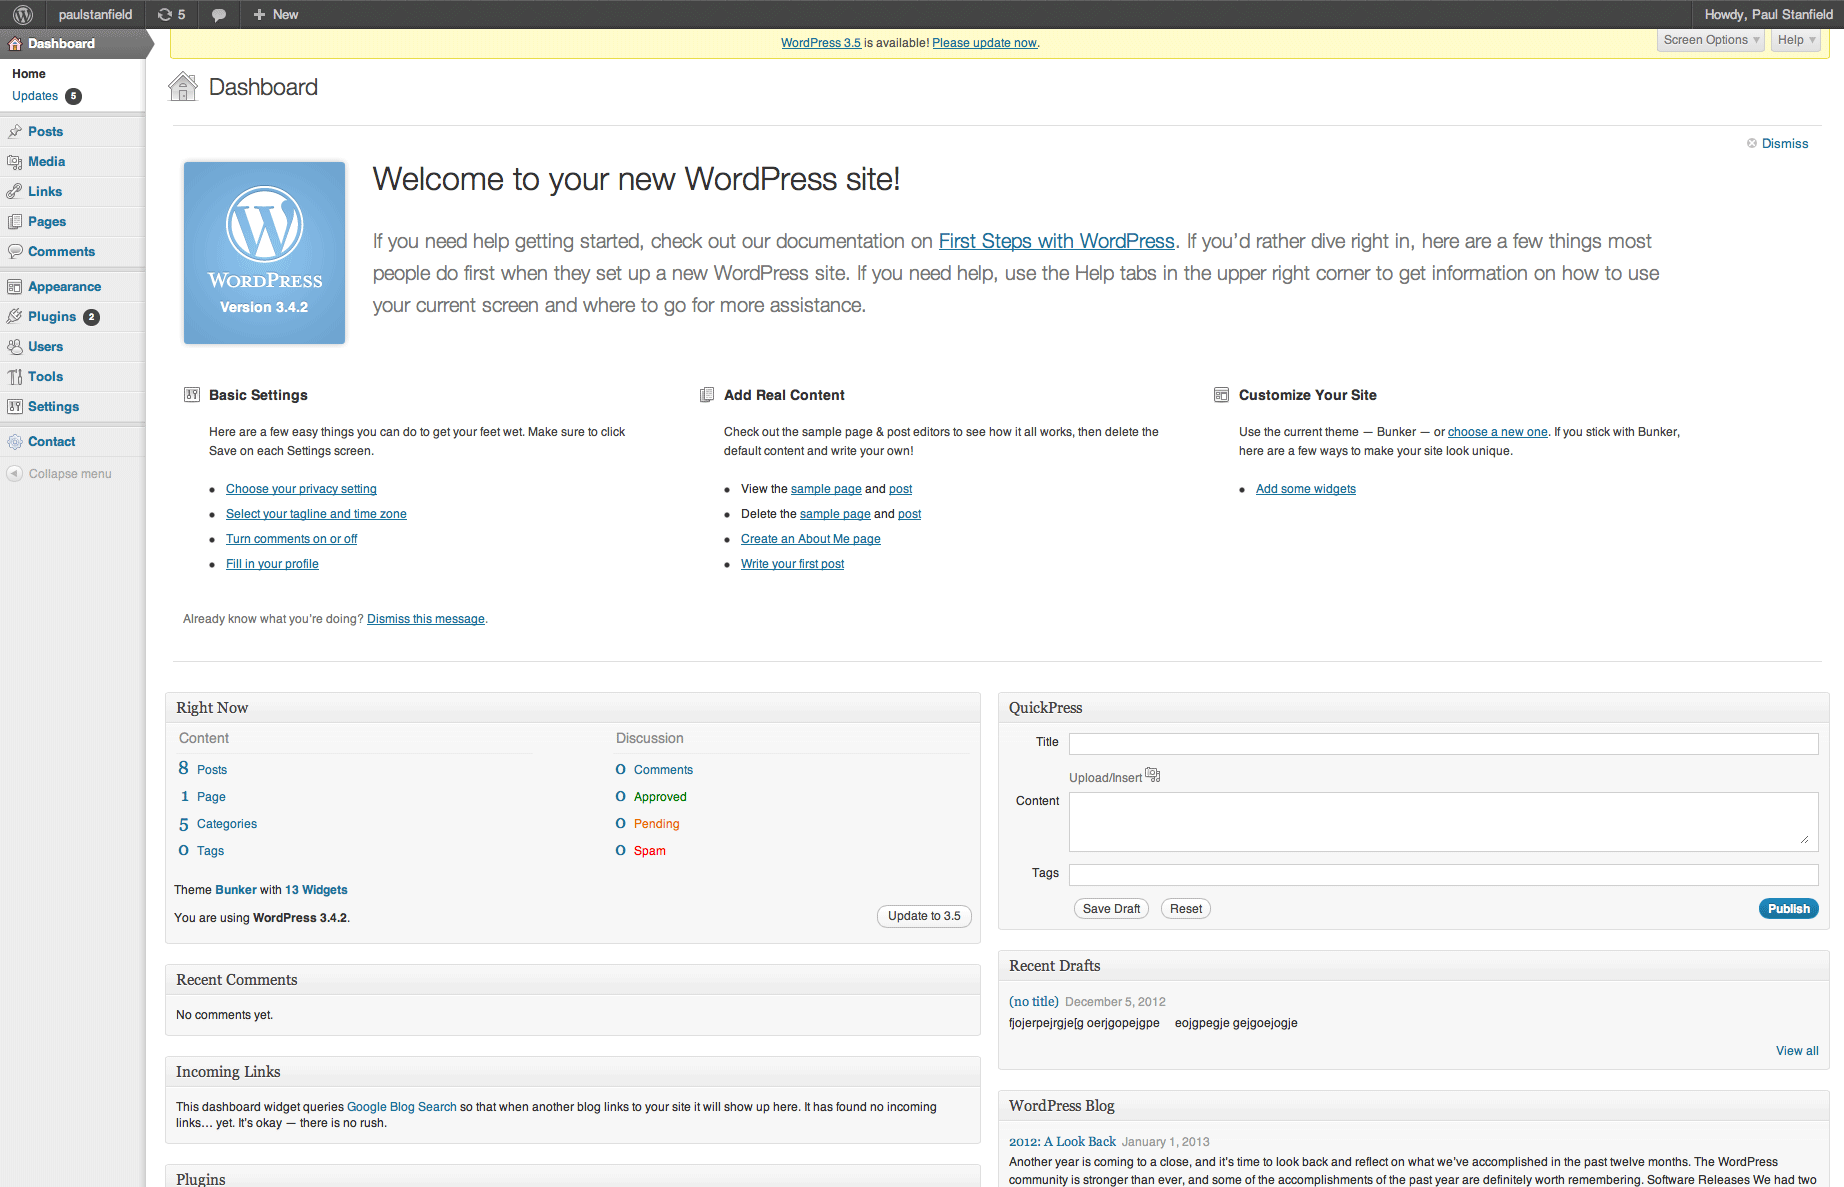 paulstanfield 5 + New Howdy, Paul Stanfield
Dashboard
Home
Updates 5
Posts
Media
Links
Pages
Comments
Appearance
Plugins 2
Users
Tools
Settings
Contact
Collapse menu
WordPress 3.5 is available! Please update now.
Screen Options Help
Dashboard
Dismiss
WORDPRESS
Version 3.4.2
Welcome to your new WordPress site!
If you need help getting started, check out our documentation on First Steps with WordPress. If you’d rather dive right in, here are a few things most
people do first when they set up a new WordPress site. If you need help, use the Help tabs in the upper right corner to get information on how to use
your current screen and where to go for more assistance.
Basic Settings
Here are a few easy things you can do to get your feet wet. Make sure to click
Save on each Settings screen.
• Choose your privacy setting
• Select your tagline and time zone
• Turn comments on or off
• Fill in your profile
Add Real Content
Check out the sample page & post editors to see how it all works, then delete the
default content and write your own!
• View the sample page and post
• Delete the sample page and post
• Create an About Me page
• Write your first post
Customize Your Site
Use the current theme — Bunker — or choose a new one. If you stick with Bunker,
here are a few ways to make your site look unique.
• Add some widgets
Already know what you’re doing? Dismiss this message.
Right Now
Content
8 Posts
1 Page
5 Categories
0 Tags
Discussion
0 Comments
0 Approved
0 Pending
0 Spam
Theme Bunker with 13 Widgets
You are using WordPress 3.4.2.
Update to 3.5
Recent Comments
No comments yet.
Incoming Links
This dashboard widget queries Google Blog Search so that when another blog links to your site it will show up here. It has found no incoming
links… yet. It’s okay — there is no rush.
Plugins
QuickPress
Title
Upload/Insert
Content
Tags
Save Draft Reset Publish
Recent Drafts
(no title) December 5, 2012
fjojerpejrgje[g oerjgopejgpe eojgpegje gejgoejogje
View all
WordPress Blog
2012: A Look Back January 1, 2013
Another year is coming to a close, and it’s time to look back and reflect on what we’ve accomplished in the past twelve months. The WordPress
community is stronger than ever, and some of the accomplishments of the past year are definitely worth remembering. Software Releases We had two